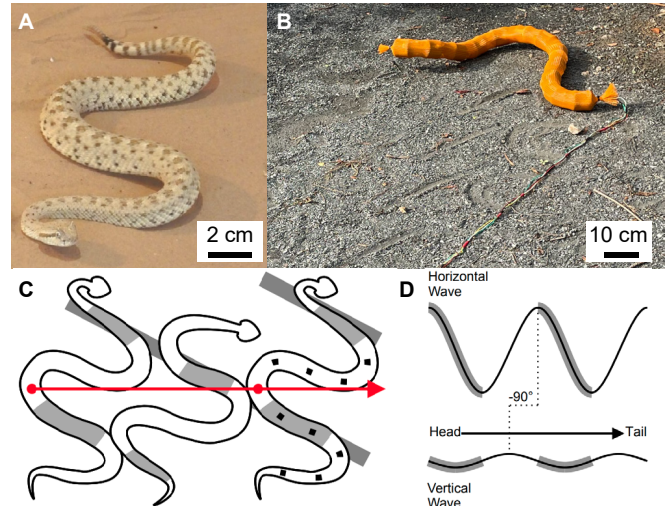 A
B
2 cm
10 cm
C
D
Horizontal
Wave
-90°
Head
Tail
Vertical
Wave